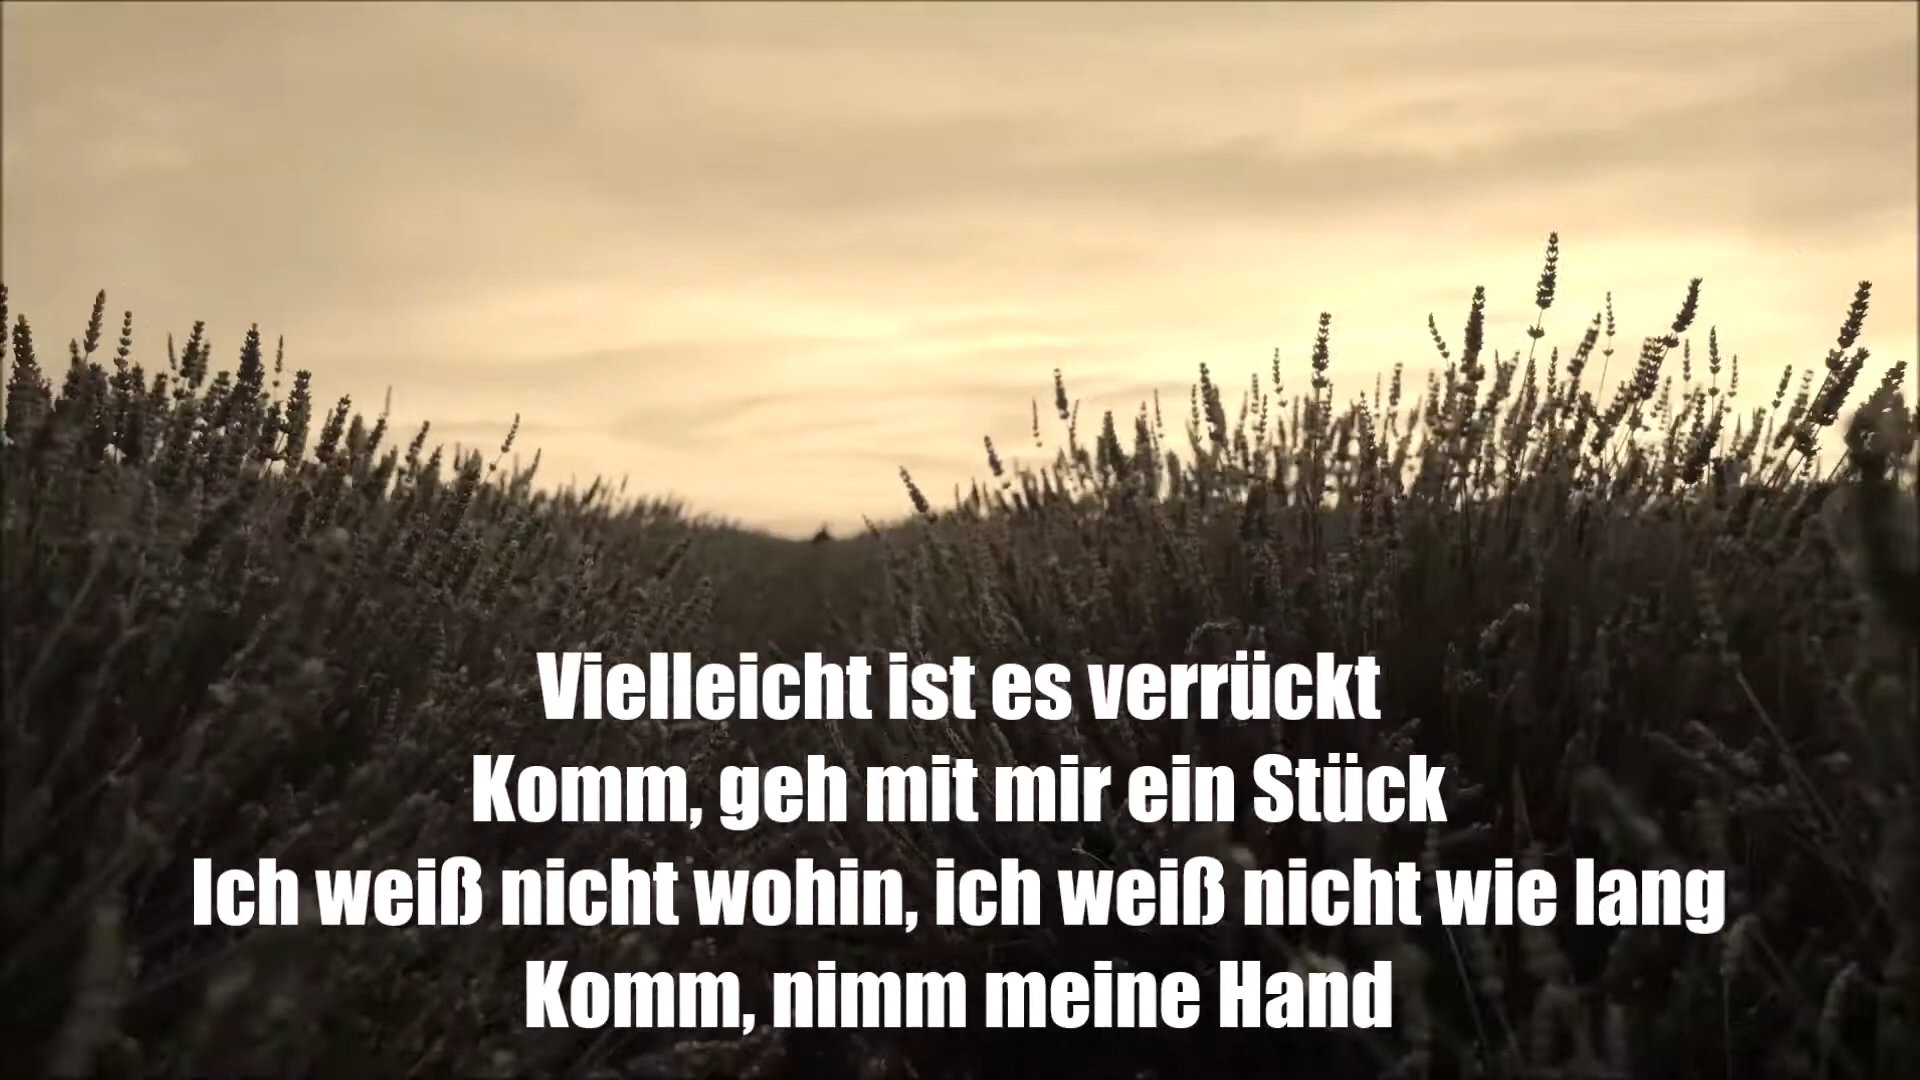 Vielleicht ist es verrückt
Komm, geh mit mir ein Stück
Ich weiß nicht wohin, ich weiß nicht wie lang
Komm, nimm meine Hand